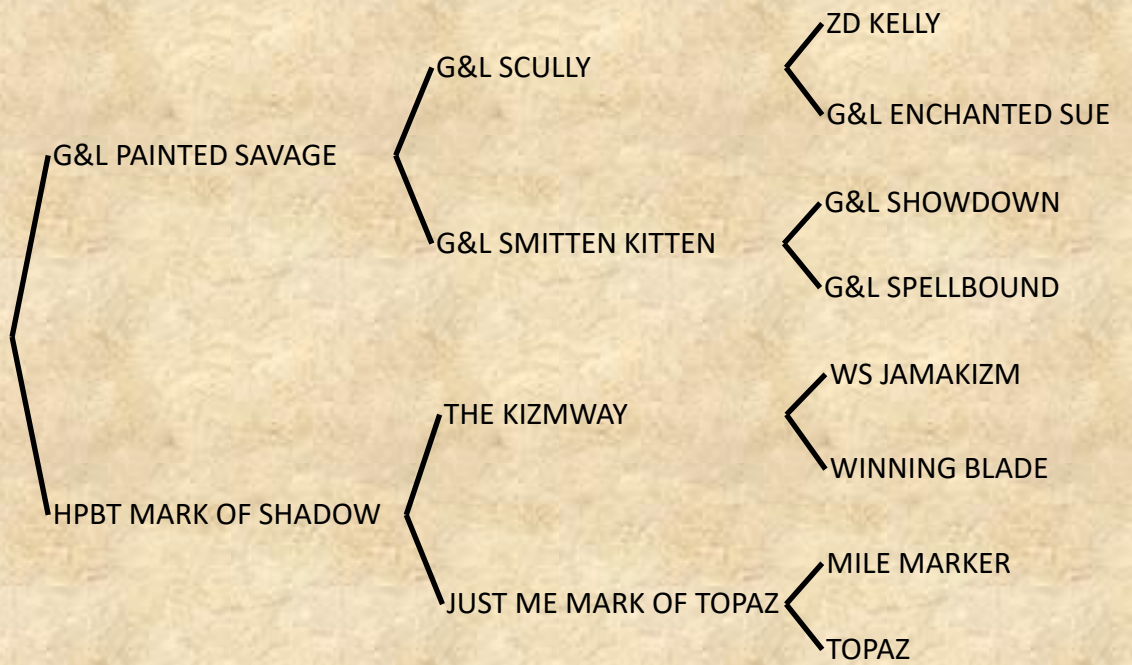 ZD KELLY
G&L SCULLY
G&L ENCHANTED SUE
G&L PAINTED SAVAGE
G&L SHOWDOWN
G&L SMITTEN KITTEN
G&L SPELLBOUND
WS JAMAKIZM
THE KIZMWAY
WINNING BLADE
HPBT MARK OF SHADOW
MILE MARKER
JUST ME MARK OF TOPAZ
TOPAZ